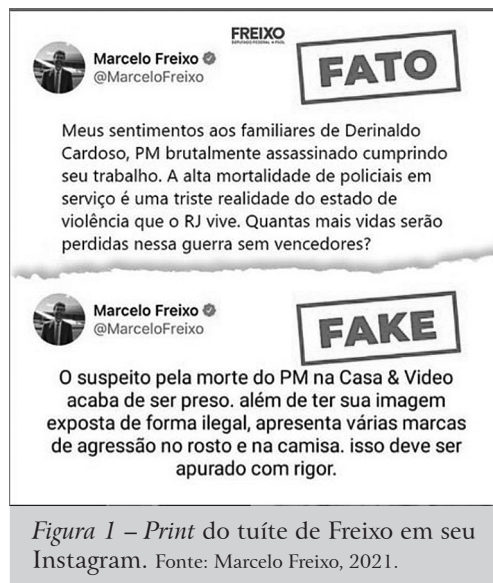 FREIXO
DEPUTADO FEDERAL PSOL
Marcelo Freixo
@MarceloFreixo
FATO
Meus sentimentos aos familiares de Derinaldo
Cardoso, PM brutalmente assassinado cumprindo
seu trabalho. A alta mortalidade de policiais em
serviço é uma triste realidade do estado de
violência que o RJ vive. Quantas mais vidas serão
perdidas nessa guerra sem vencedores?
Marcelo Freixo
@MarceloFreixo
FAKE
O suspeito pela morte do PM na Casa & Video
acaba de ser preso. além de ter sua imagem
exposta de forma ilegal, apresenta várias marcas
de agressão no rosto e na camisa. isso deve ser
apurado com rigor.
Figura 1 – Print do tuíte de Freixo em seu
Instagram. Fonte: Marcelo Freixo, 2021.